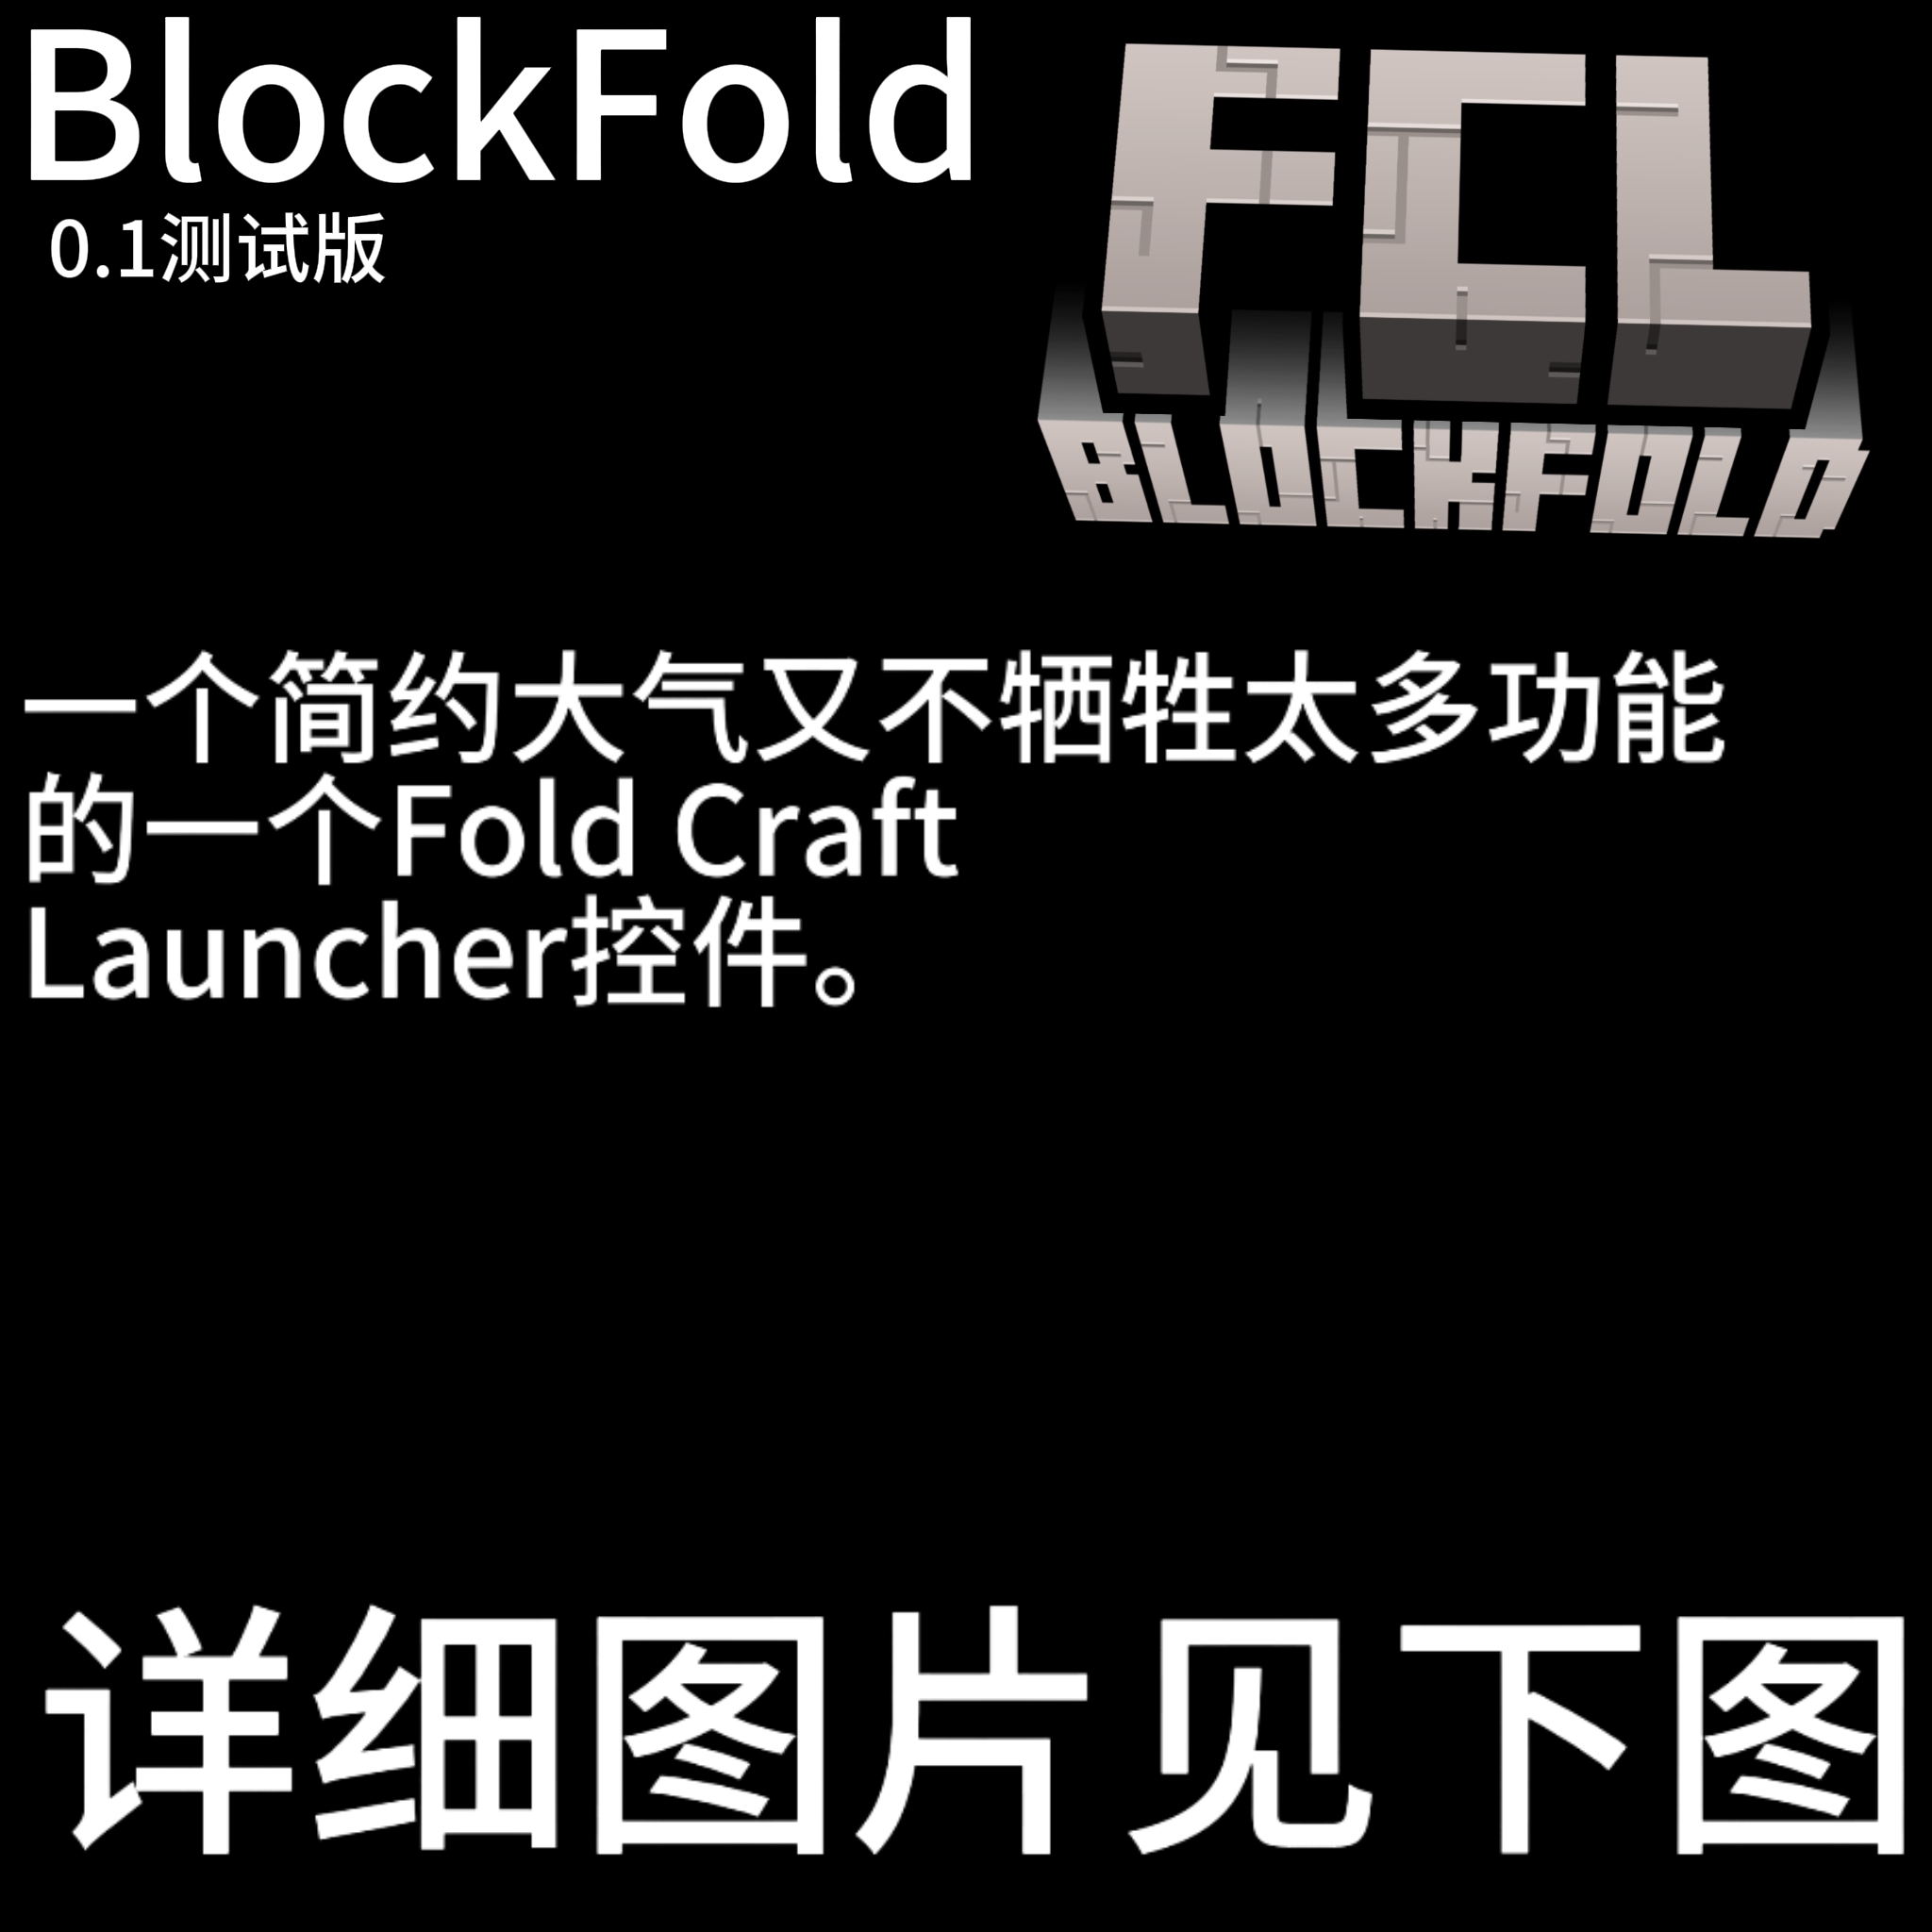 BlockFold
0.1测试版
FCL
BLOCKFOLD
一个简约大气又不牺牲太多功能
的一个Fold Craft
Launcher控件。
详细图片见下图